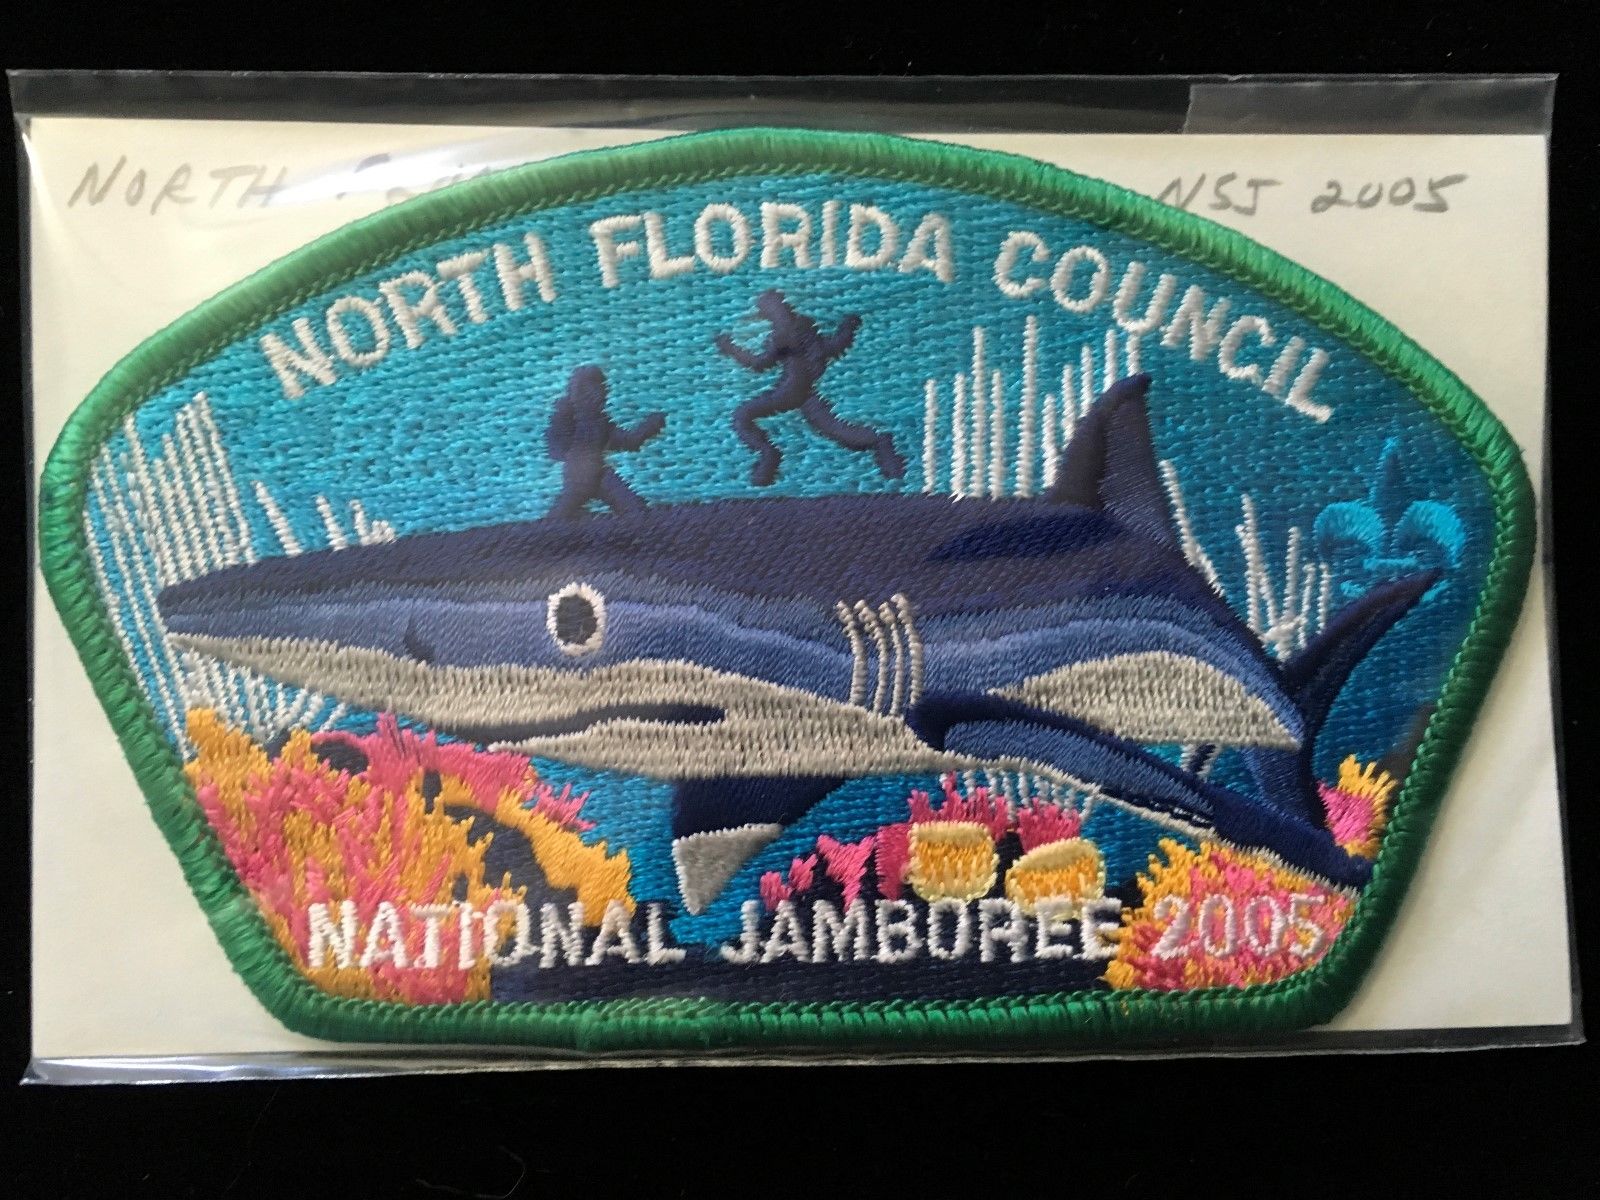 NORTH NSJ 2005
NORTH FLORIDA COUNCIL
NATIONAL JAMBOREE 2005